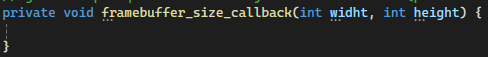 private void framebuffer_size_callback(int widht, int height) {
}